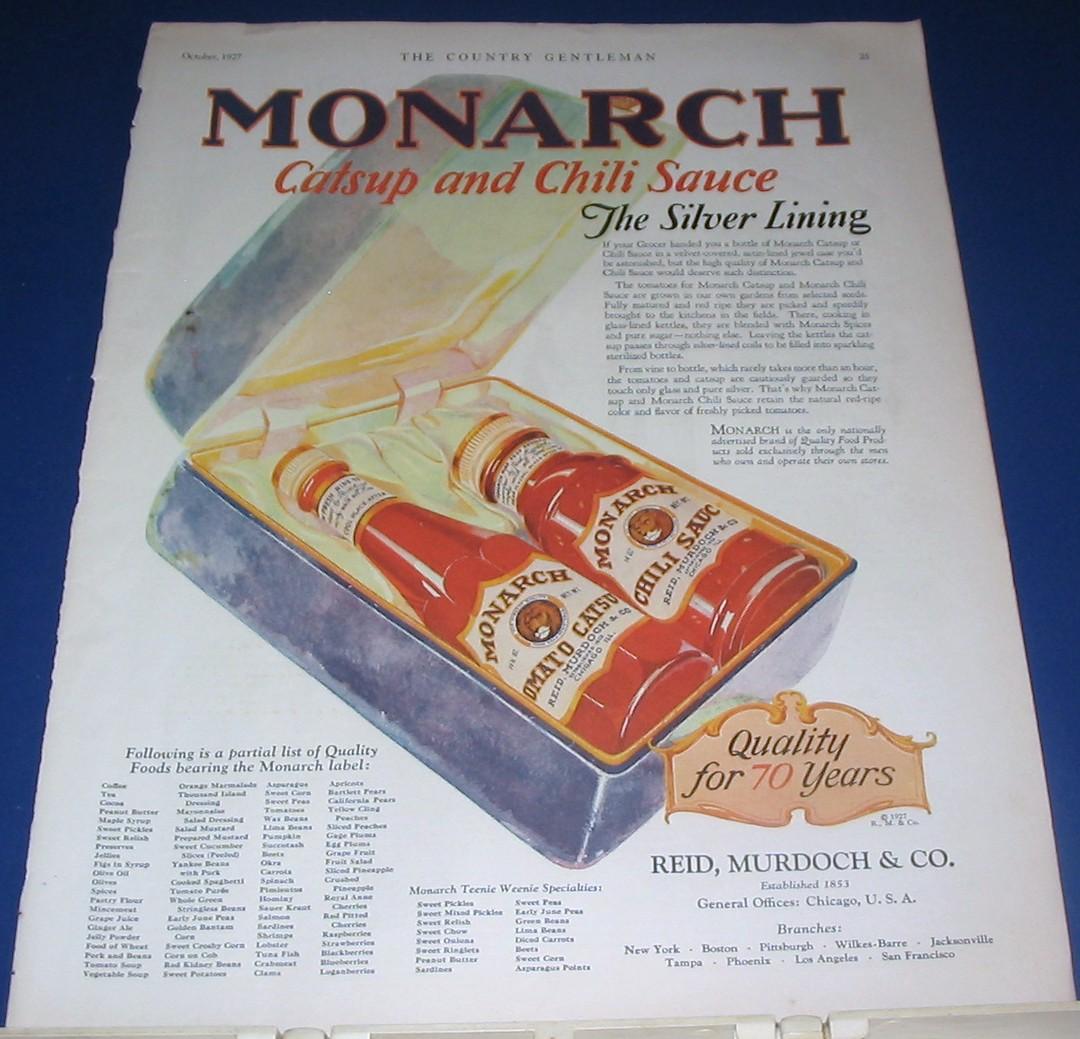 October, 1927
THE COUNTRY GENTLEMAN
25
MONARCH
Catsup and Chili Sauce
The Silver Lining
If your Grocer handed you a bottle of Monarch Catsup or
Chili Sauce in a velvet-covered, satin-lined jewel case you'd
be astonished, but the high quality of Monarch Catsup and
Chili Sauce would deserve such distinction.
The tomatoes for Monarch Catsup and Monarch Chili
Sauce are grown in our own gardens from selected seeds.
Fully matured and red ripe they are picked and speedily
brought to the kitchens in the fields. There, cooking in
glass-lined kettles, they are blended with Monarch Spices
and pure sugar—nothing else. Leaving the kettles the cat-
sup passes through silver-lined coils to be filled into sparkling
sterilized bottles.
From vine to bottle, which rarely takes more than an hour,
the tomatoes and catsup are cautiously guarded so they
touch only glass and pure silver. That's why Monarch Cat-
sup and Monarch Chili Sauce retain the natural red-ripe
color and flavor of freshly picked tomatoes.
MONARCH is the only nationally
advertised brand of Quality Food Prod-
ucts sold exclusively through the men
who own and operate their own stores.
MONARCH
CHILI SAUC
REID, MURDOCH & CO
CHICAGO ILL.
MONARCH
OMATO CATSU
REID, MURDOCH & CO
CHICAGO ILL.
Quality
for 70 Years
© 1927
R., M. & Co.
Following is a partial list of Quality
Foods bearing the Monarch label:
Coffee
Tea
Cocoa
Peanut Butter
Maple Syrup
Sweet Pickles
Sweet Relish
Preserves
Jellies
Figs in Syrup
Olive Oil
Olives
Spices
Pastry Flour
Mincemeat
Grape Juice
Ginger Ale
Jelly Powder
Food of Wheat
Pork and Beans
Tomato Soup
Vegetable Soup
Orange Marmalade
Thousand Island
Dressing
Mayonnaise
Salad Dressing
Salad Mustard
Prepared Mustard
Sweet Cucumber
Slices (Peeled)
Yankee Beans
with Pork
Cooked Spaghetti
Tomato Purée
Whole Green
Stringless Beans
Early June Peas
Golden Bantam
Corn
Sweet Crosby Corn
Corn on Cob
Red Kidney Beans
Sweet Potatoes
Asparagus
Sweet Corn
Sweet Peas
Tomatoes
Wax Beans
Lima Beans
Pumpkin
Succotash
Beets
Okra
Carrots
Spinach
Pimientos
Hominy
Sauer Kraut
Salmon
Sardines
Shrimps
Lobster
Tuna Fish
Crabmeat
Clams
Apricots
Bartlett Pears
California Pears
Yellow Cling
Peaches
Sliced Peaches
Gage Plums
Egg Plums
Grape Fruit
Fruit Salad
Sliced Pineapple
Crushed
Pineapple
Royal Anne
Cherries
Red Pitted
Cherries
Raspberries
Strawberries
Blackberries
Blueberries
Loganberries
Monarch Teenie Weenie Specialties:
Sweet Pickles
Sweet Mixed Pickles
Sweet Relish
Sweet Chow
Sweet Onions
Sweet Ringlets
Peanut Butter
Sardines
Sweet Peas
Early June Peas
Green Beans
Lima Beans
Diced Carrots
Beets
Sweet Corn
Asparagus Points
REID, MURDOCH & CO.
Established 1853
General Offices: Chicago, U. S. A.
Branches:
New York · Boston · Pittsburgh · Wilkes-Barre · Jacksonville
Tampa · Phoenix · Los Angeles · San Francisco